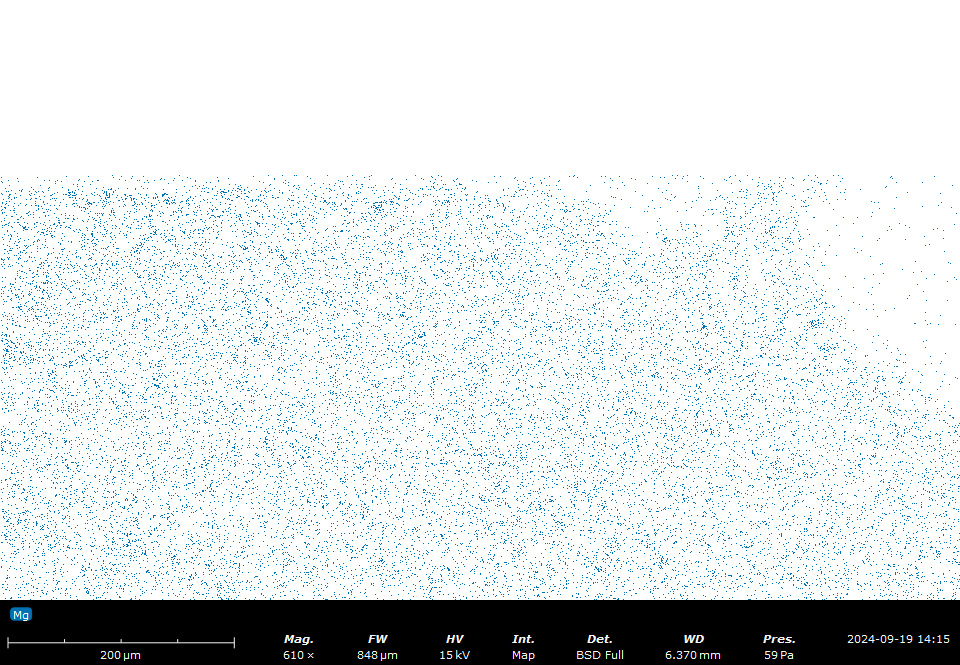 Mg
Mag. FW HV Int. Det. WD Pres. 2024-09-19 14:15
200 µm 610 × 848 µm 15 kV Map BSD Full 6.370 mm 59 Pa